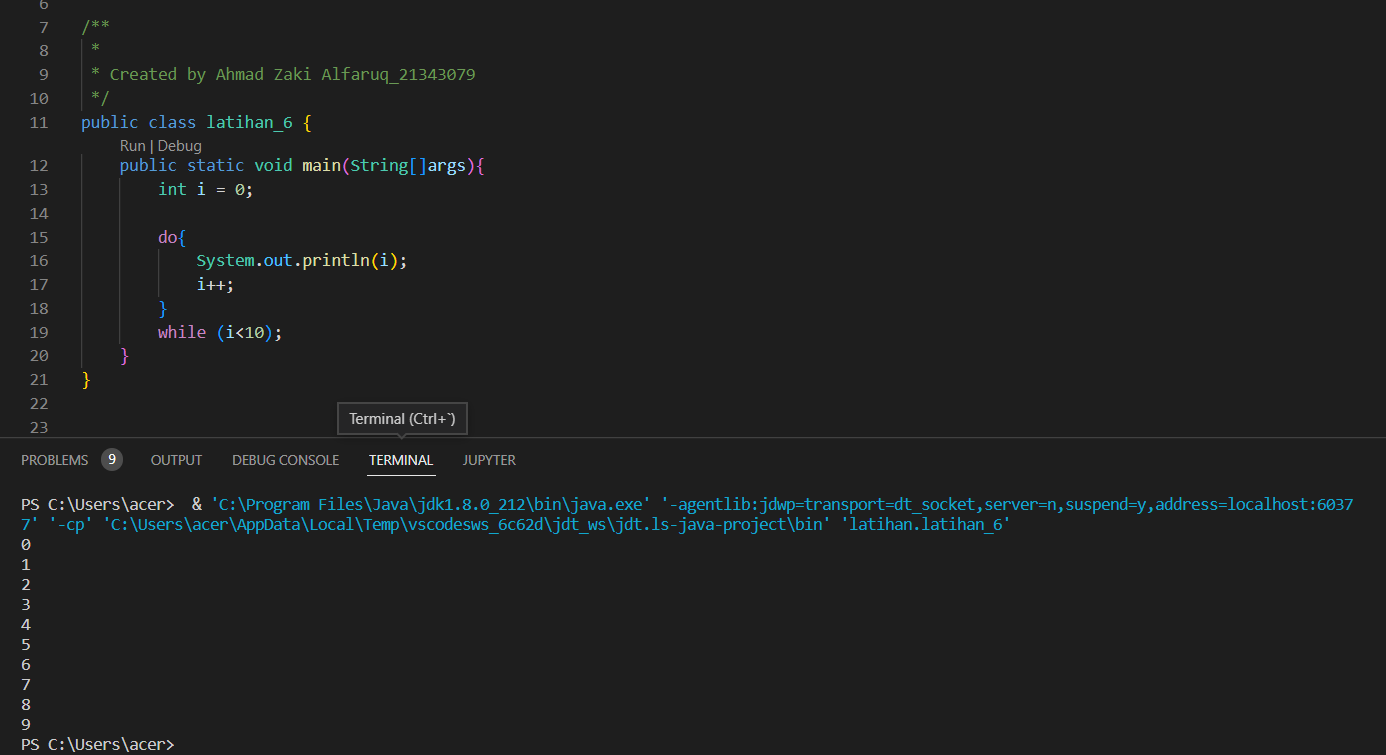 6
7 /**
8 *
9 * Created by Ahmad Zaki Alfaruq_21343079
10 */
11 public class latihan_6 {
Run | Debug
12 public static void main(String[]args){
13 int i = 0;
14
15 do{
16 System.out.println(i);
17 i++;
18 }
19 while (i<10);
20 }
21 }
22
23
Terminal (Ctrl+`)
PROBLEMS 9 OUTPUT DEBUG CONSOLE TERMINAL JUPYTER
PS C:\Users\acer>  & 'C:\Program Files\Java\jdk1.8.0_212\bin\java.exe' '-agentlib:jdwp=transport=dt_socket,server=n,suspend=y,address=localhost:6037
7' '-cp' 'C:\Users\acer\AppData\Local\Temp\vscodesws_6c62d\jdt_ws\jdt.ls-java-project\bin' 'latihan.latihan_6'
0
1
2
3
4
5
6
7
8
9
PS C:\Users\acer>